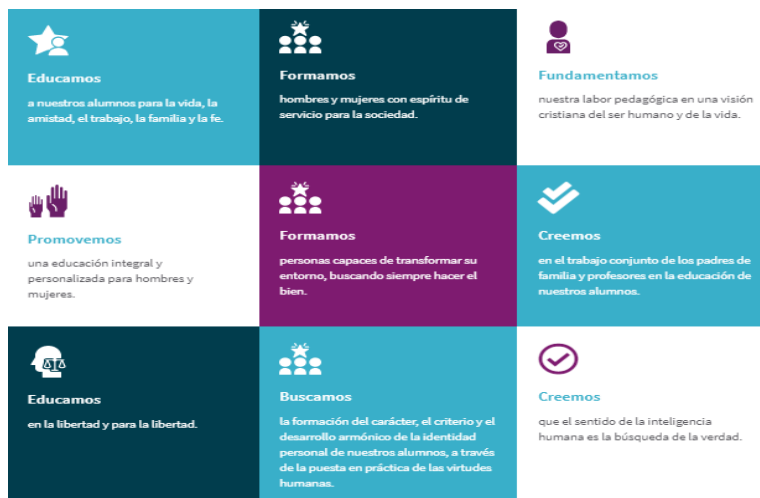 Educamos
a nuestros alumnos para la vida, la
amistad, el trabajo, la familia y la fe.
Formamos
hombres y mujeres con espíritu de
servicio para la sociedad.
Fundamentamos
nuestra labor pedagógica en una visión
cristiana del ser humano y de la vida.
Promovemos
una educación integral y
personalizada para hombres y
mujeres.
Formamos
personas capaces de transformar su
entorno, buscando siempre hacer el
bien.
Creemos
en el trabajo conjunto de los padres de
familia y profesores en la educación de
nuestros alumnos.
Educamos
en la libertad y para la libertad.
Buscamos
la formación del carácter, el criterio y el
desarrollo armónico de la identidad
personal de nuestros alumnos, a través
de la puesta en práctica de las virtudes
humanas.
Creemos
que el sentido de la inteligencia
humana es la búsqueda de la verdad.